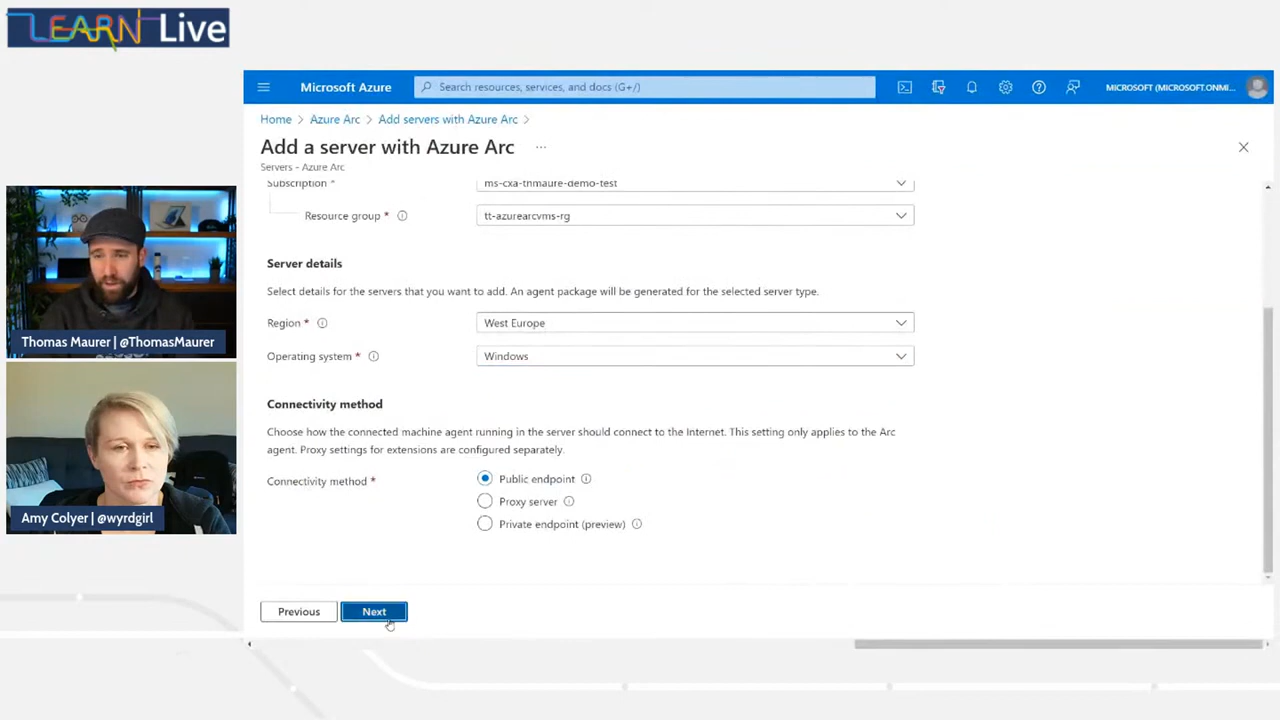 LEARN Live
Microsoft Azure
Search resources, services, and docs (G+/)
MICROSOFT (MICROSOFT.ONMI...
Home > Azure Arc > Add servers with Azure Arc >
Add a server with Azure Arc ...
Servers - Azure Arc
Subscription * ms-cxa-thmaure-demo-test
Resource group * tt-azurearcvms-rg
Server details
Select details for the servers that you want to add. An agent package will be generated for the selected server type.
Region * West Europe
Operating system * Windows
Connectivity method
Choose how the connected machine agent running in the server should connect to the Internet. This setting only applies to the Arc
agent. Proxy settings for extensions are configured separately.
Connectivity method * Public endpoint
Proxy server
Private endpoint (preview)
Previous Next
Thomas Maurer | @ThomasMaurer
Amy Colyer | @wyrdgirl